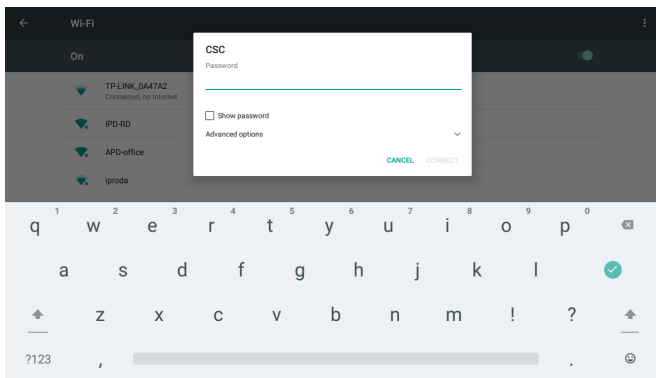 Wi-Fi
On
CSC
Password
Show password
Advanced options
CANCEL CONNECT
TP-LINK_0A47A2
Connected, no Internet
IPD-RD
APD-office
iproda
1 2 3 4 5 6 7 8 9 0
q w e r t y u i o p
a s d f g h j k l
z x c v b n m ! ?
?123 , .